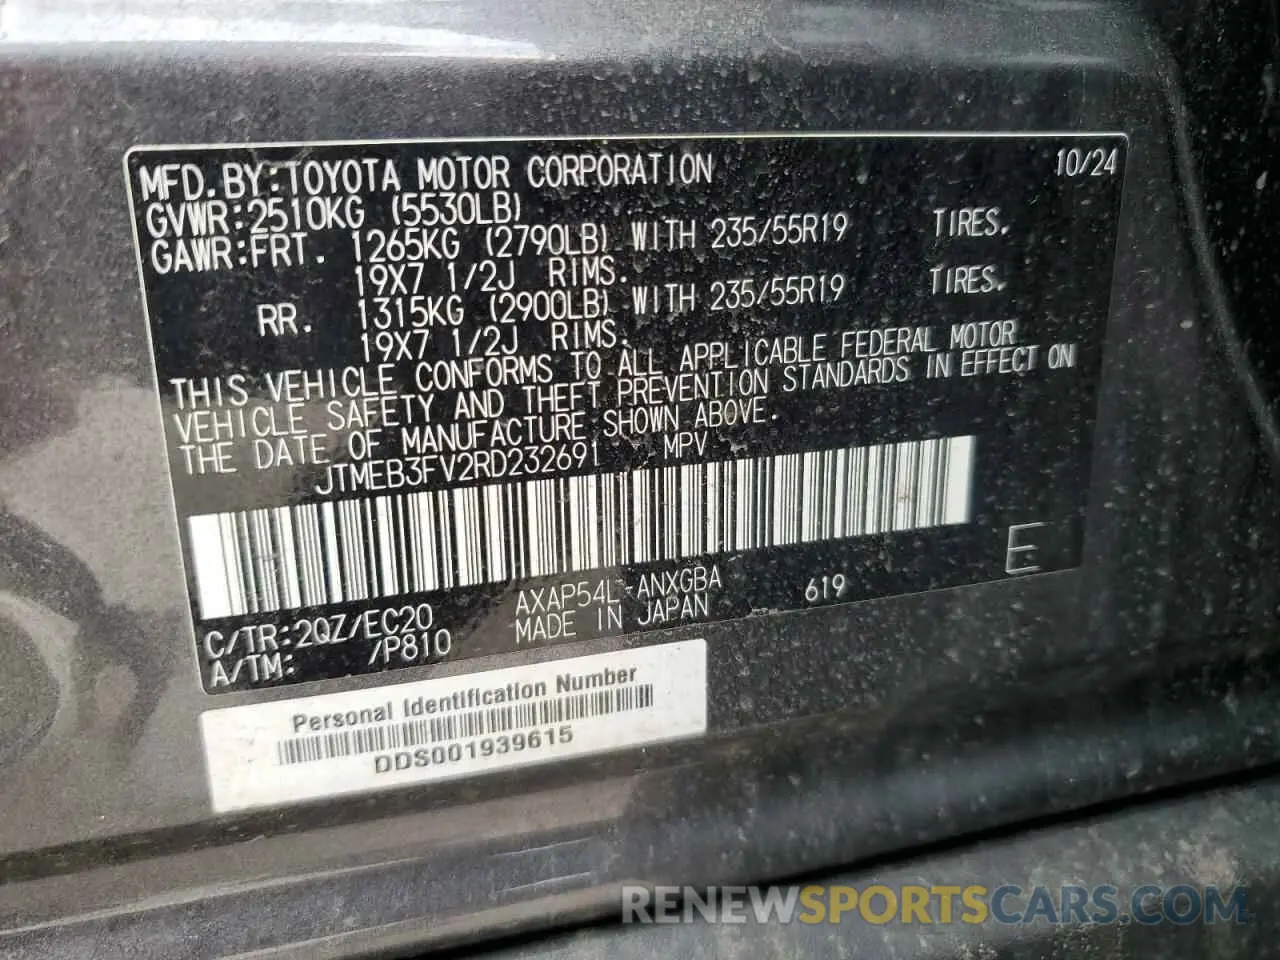 MFD.BY:TOYOTA MOTOR CORPORATION 10/24
GVWR:2510KG (5530LB)
GAWR:FRT. 1265KG (2790LB) WITH 235/55R19 TIRES.
19X7 1/2J RIMS.
RR. 1315KG (2900LB) WITH 235/55R19 TIRES.
19X7 1/2J RIMS.
THIS VEHICLE CONFORMS TO ALL APPLICABLE FEDERAL MOTOR
VEHICLE SAFETY AND THEFT PREVENTION STANDARDS IN EFFECT ON
THE DATE OF MANUFACTURE SHOWN ABOVE.
JTMEB3FV2RD232691 MPV
E
C/TR:2QZ/EC20 AXAP54L-ANXGBA 619
A/TM: /P810 MADE IN JAPAN
Personal Identification Number
DDS001939615
RENEWSPORTSCARS.COM